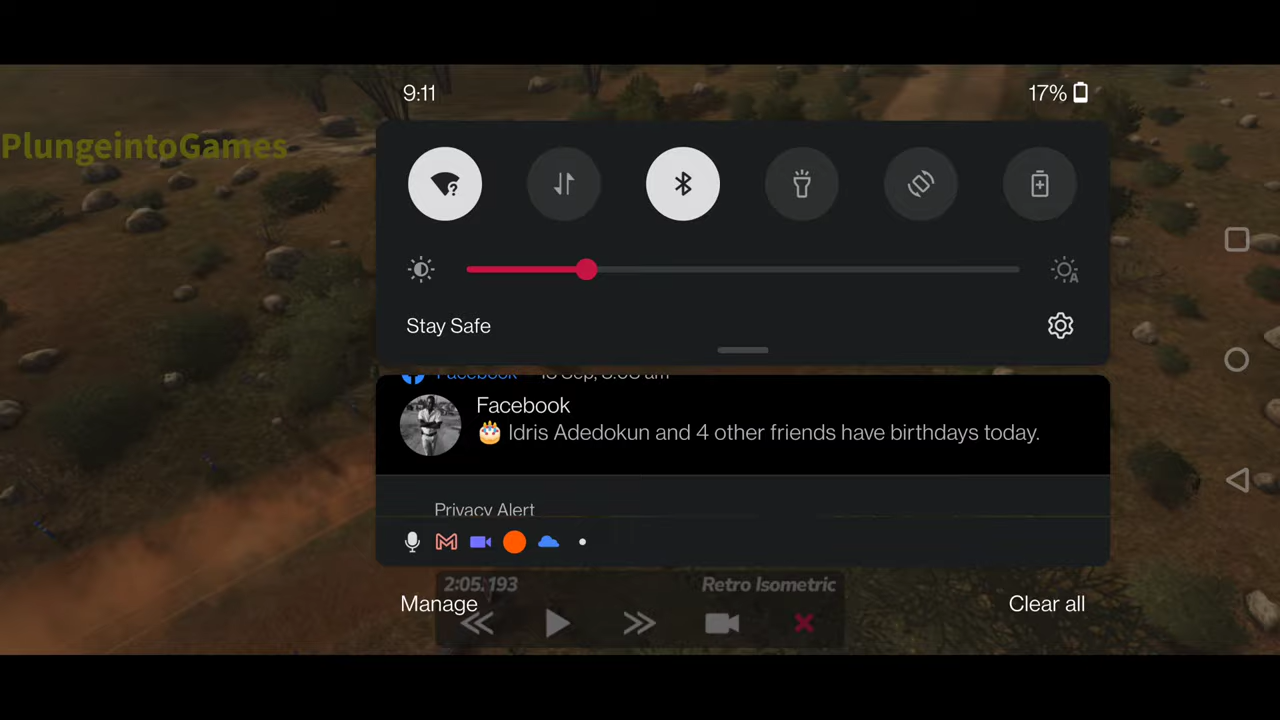 9:11
17%
PlungeintoGames
Stay Safe
Facebook
Facebook
🎂 Idris Adedokun and 4 other friends have birthdays today.
Privacy Alert
2:05.193
Retro Isometric
Manage
Clear all